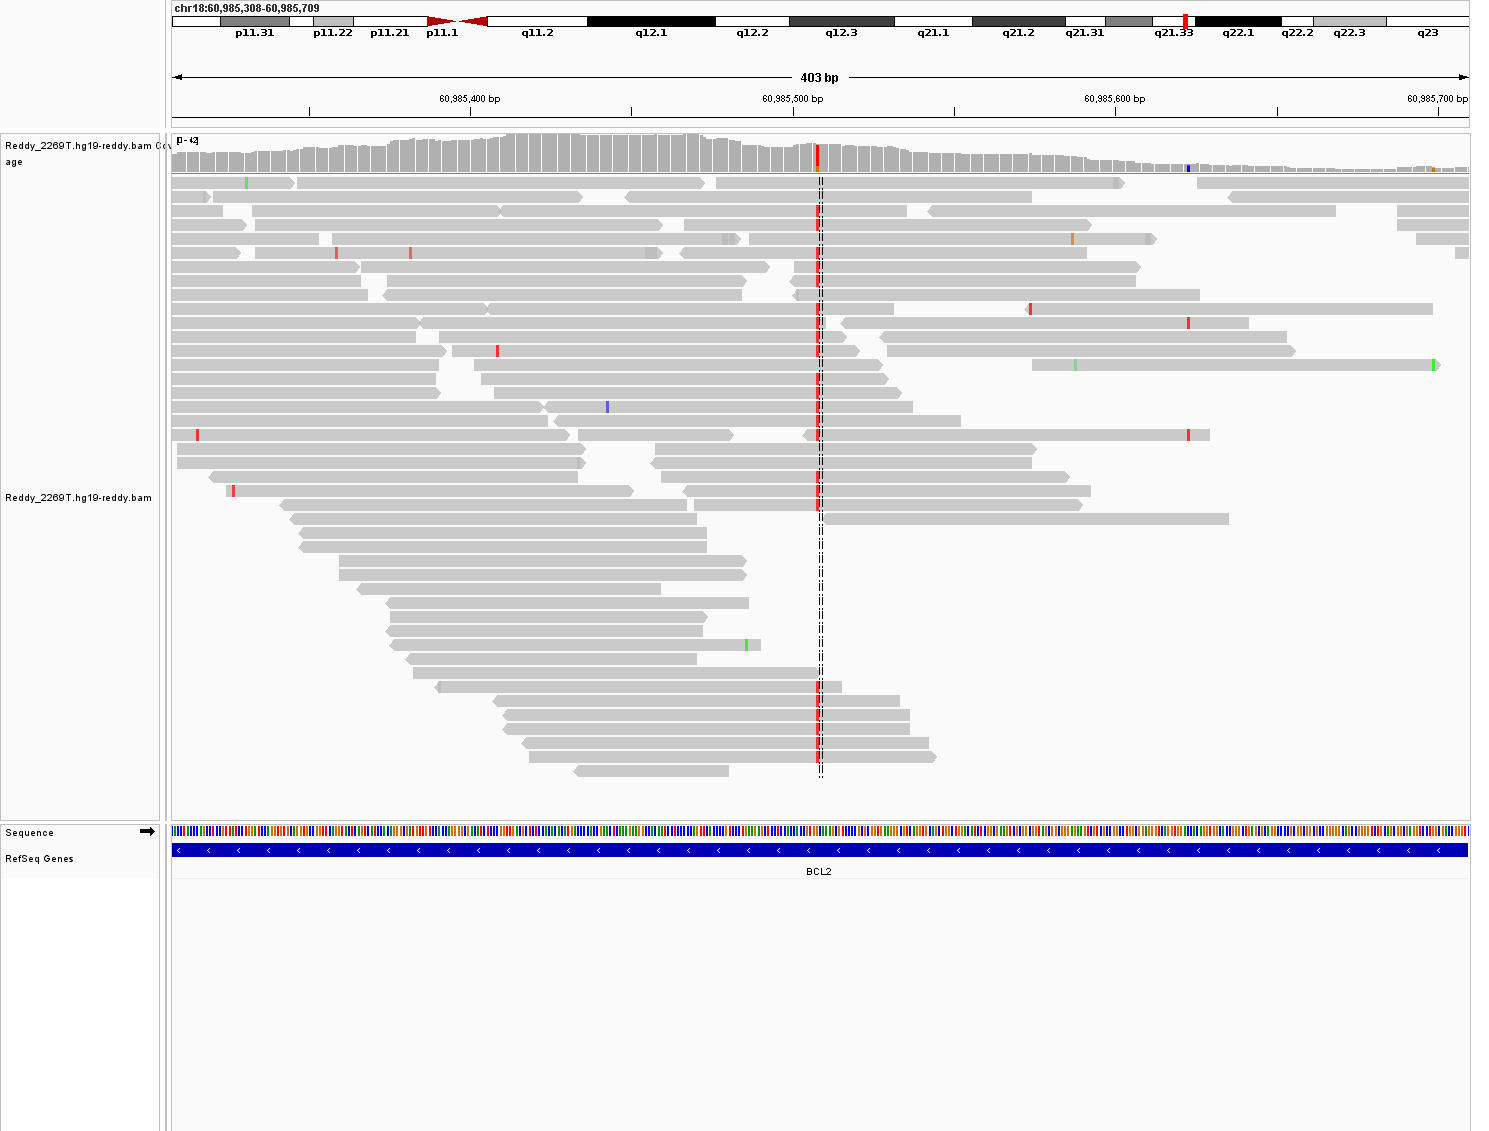 chr18:60,985,308-60,985,709
p11.31 p11.22 p11.21 p11.1 q11.2 q12.1 q12.2 q12.3 q21.1 q21.2 q21.31 q21.33 q22.1 q22.2 q22.3 q23
403 bp
60,985,400 bp 60,985,500 bp 60,985,600 bp 60,985,700 bp
[0 - 42]
Reddy_2269T.hg19-reddy.bam Cov
age
Reddy_2269T.hg19-reddy.bam
Sequence
RefSeq Genes
BCL2